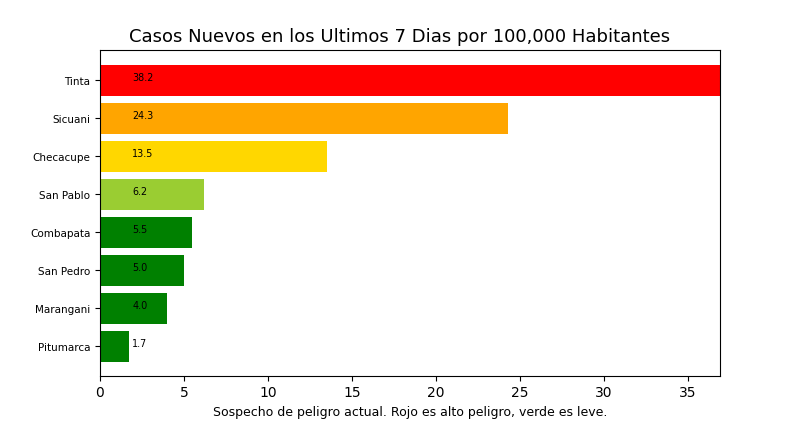 Casos Nuevos en los Ultimos 7 Dias por 100,000 Habitantes
Tinta 38.2
Sicuani 24.3
Checacupe 13.5
San Pablo 6.2
Combapata 5.5
San Pedro 5.0
Marangani 4.0
Pitumarca 1.7
0 5 10 15 20 25 30 35
Sospecho de peligro actual. Rojo es alto peligro, verde es leve.